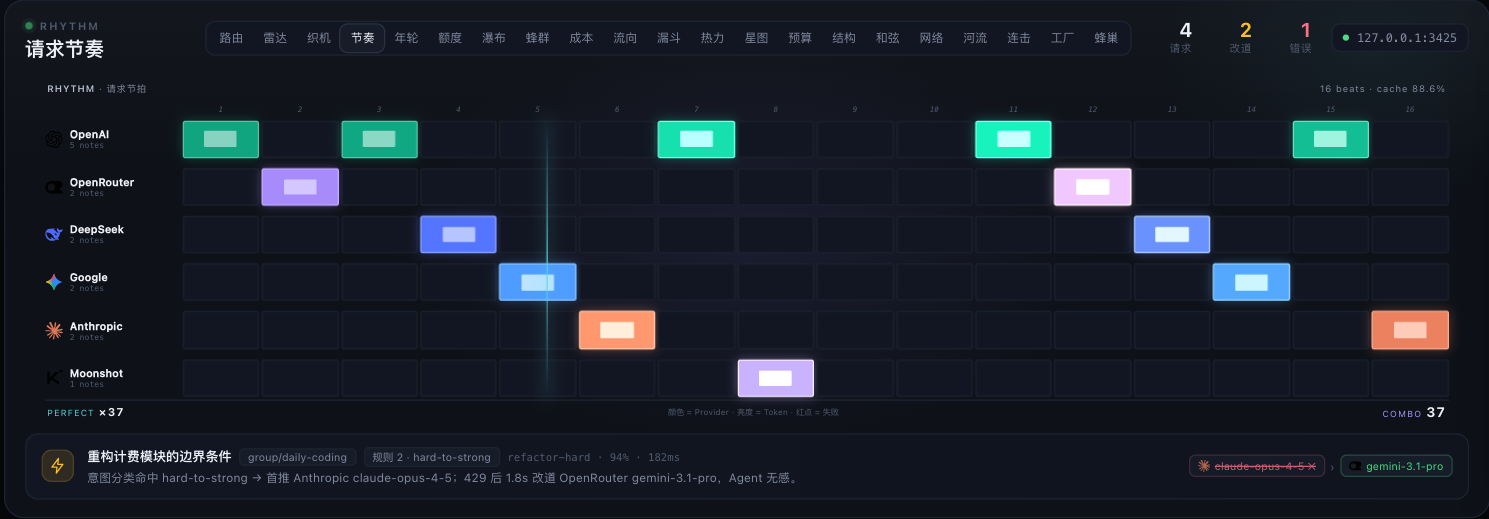 RHYTHM
请求节奏
路由 雷达 织机 节奏 年轮 额度 瀑布 蜂群 成本 流向 漏斗 热力 星图 预算 结构 和弦 网络 河流 连击 工厂 蜂巢
4 请求
2 改道
1 错误
127.0.0.1:3425
RHYTHM · 请求节拍
16 beats · cache 88.6%
1 2 3 4 5 6 7 8 9 10 11 12 13 14 15 16
OpenAI
5 notes
OpenRouter
2 notes
DeepSeek
2 notes
Google
2 notes
Anthropic
2 notes
Moonshot
1 notes
PERFECT ×37
颜色 = Provider · 亮度 = Token · 红点 = 失败
COMBO 37
重构计费模块的边界条件 group/daily-coding 规则 2 · hard-to-strong refactor-hard · 94% · 182ms
意图分类命中 hard-to-strong → 首推 Anthropic claude-opus-4-5；429 后 1.8s 改道 OpenRouter gemini-3.1-pro，Agent 无感。
claude-opus-4-5 ✕ › gemini-3.1-pro